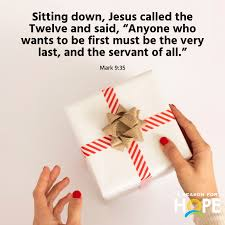 Sitting down, Jesus called the
Twelve and said, “Anyone who
wants to be first must be the very
last, and the servant of all.”
Mark 9:35
FOR
HOPE